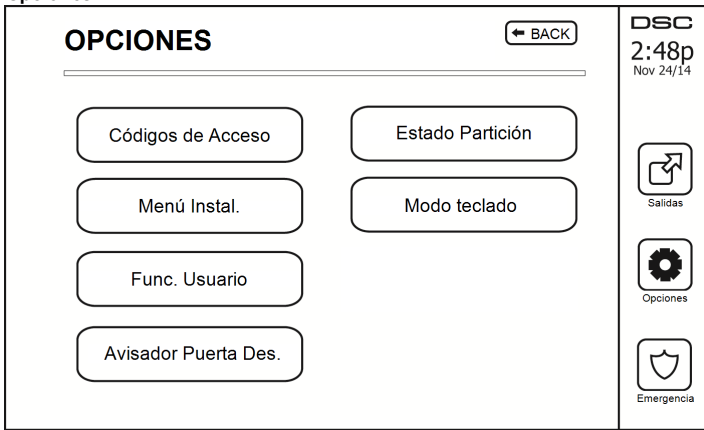 OPCIONES
BACK
Códigos de Acceso
Estado Partición
Menú Instal.
Modo teclado
Func. Usuario
Avisador Puerta Des.
DSC
2:48p
Nov 24/14
Salidas
Opciones
Emergencia